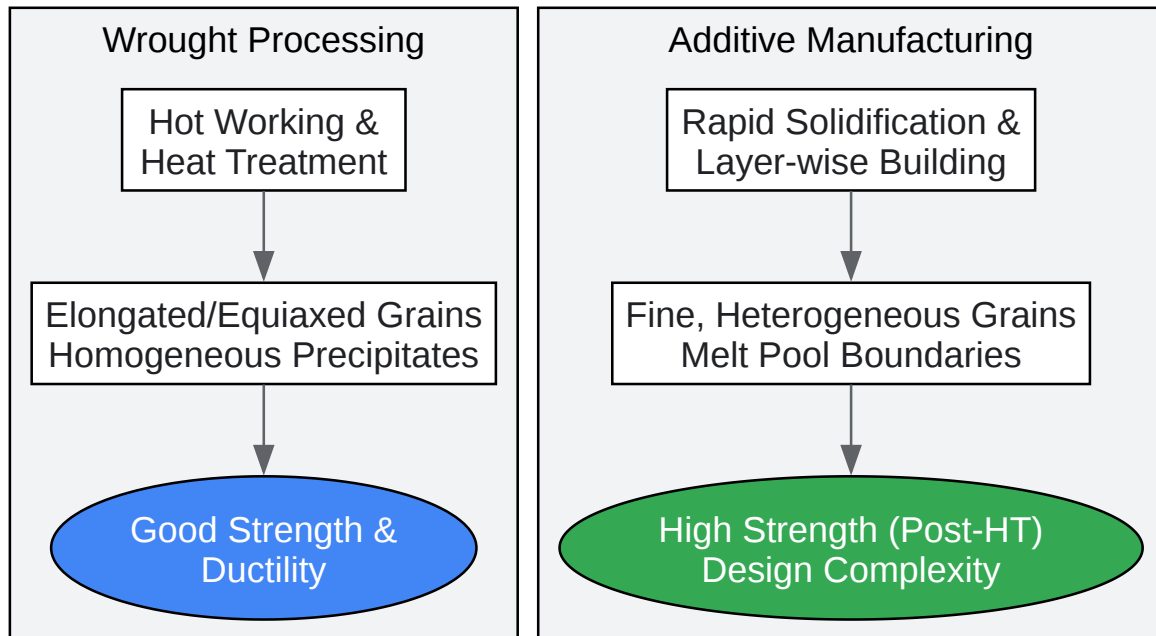 Wrought Processing
Hot Working &
Heat Treatment
Elongated/Equiaxed Grains
Homogeneous Precipitates
Good Strength &
Ductility
Additive Manufacturing
Rapid Solidification &
Layer-wise Building
Fine, Heterogeneous Grains
Melt Pool Boundaries
High Strength (Post-HT)
Design Complexity